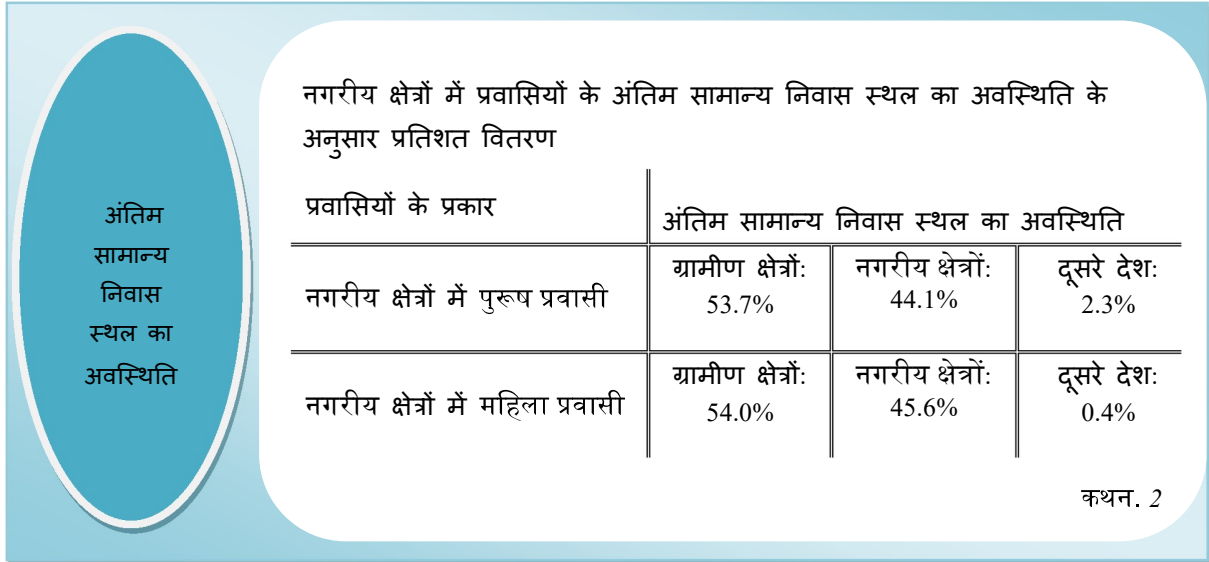 अंतिम
सामान्य
निवास
स्थल का
अवस्थिति
नगरीय क्षेत्रों में प्रवासियों के अंतिम सामान्य निवास स्थल का अवस्थिति के
अनुसार प्रतिशत वितरण
प्रवासियों के प्रकार
अंतिम सामान्य निवास स्थल का अवस्थिति
नगरीय क्षेत्रों में पुरूष प्रवासी
ग्रामीण क्षेत्रों:
53.7%
नगरीय क्षेत्रों:
44.1%
दूसरे देश:
2.3%
नगरीय क्षेत्रों में महिला प्रवासी
ग्रामीण क्षेत्रों:
54.0%
नगरीय क्षेत्रों:
45.6%
दूसरे देश:
0.4%
कथन. 2